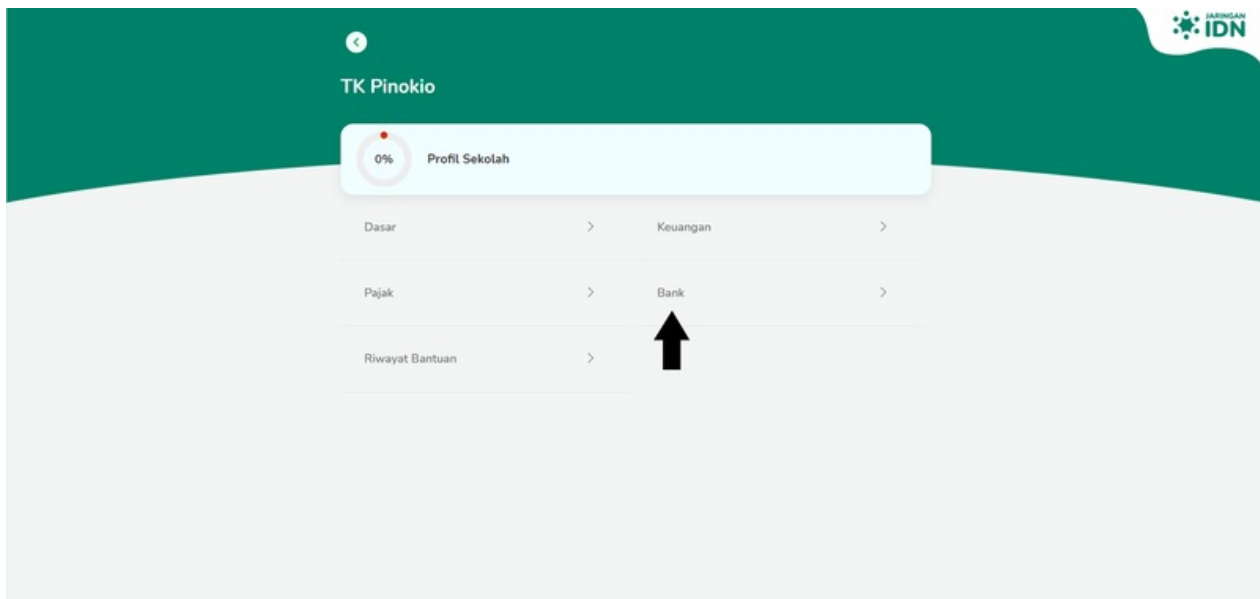 JARINGAN
IDN
TK Pinokio
0%
Profil Sekolah
Dasar
Keuangan
Pajak
Bank
Riwayat Bantuan